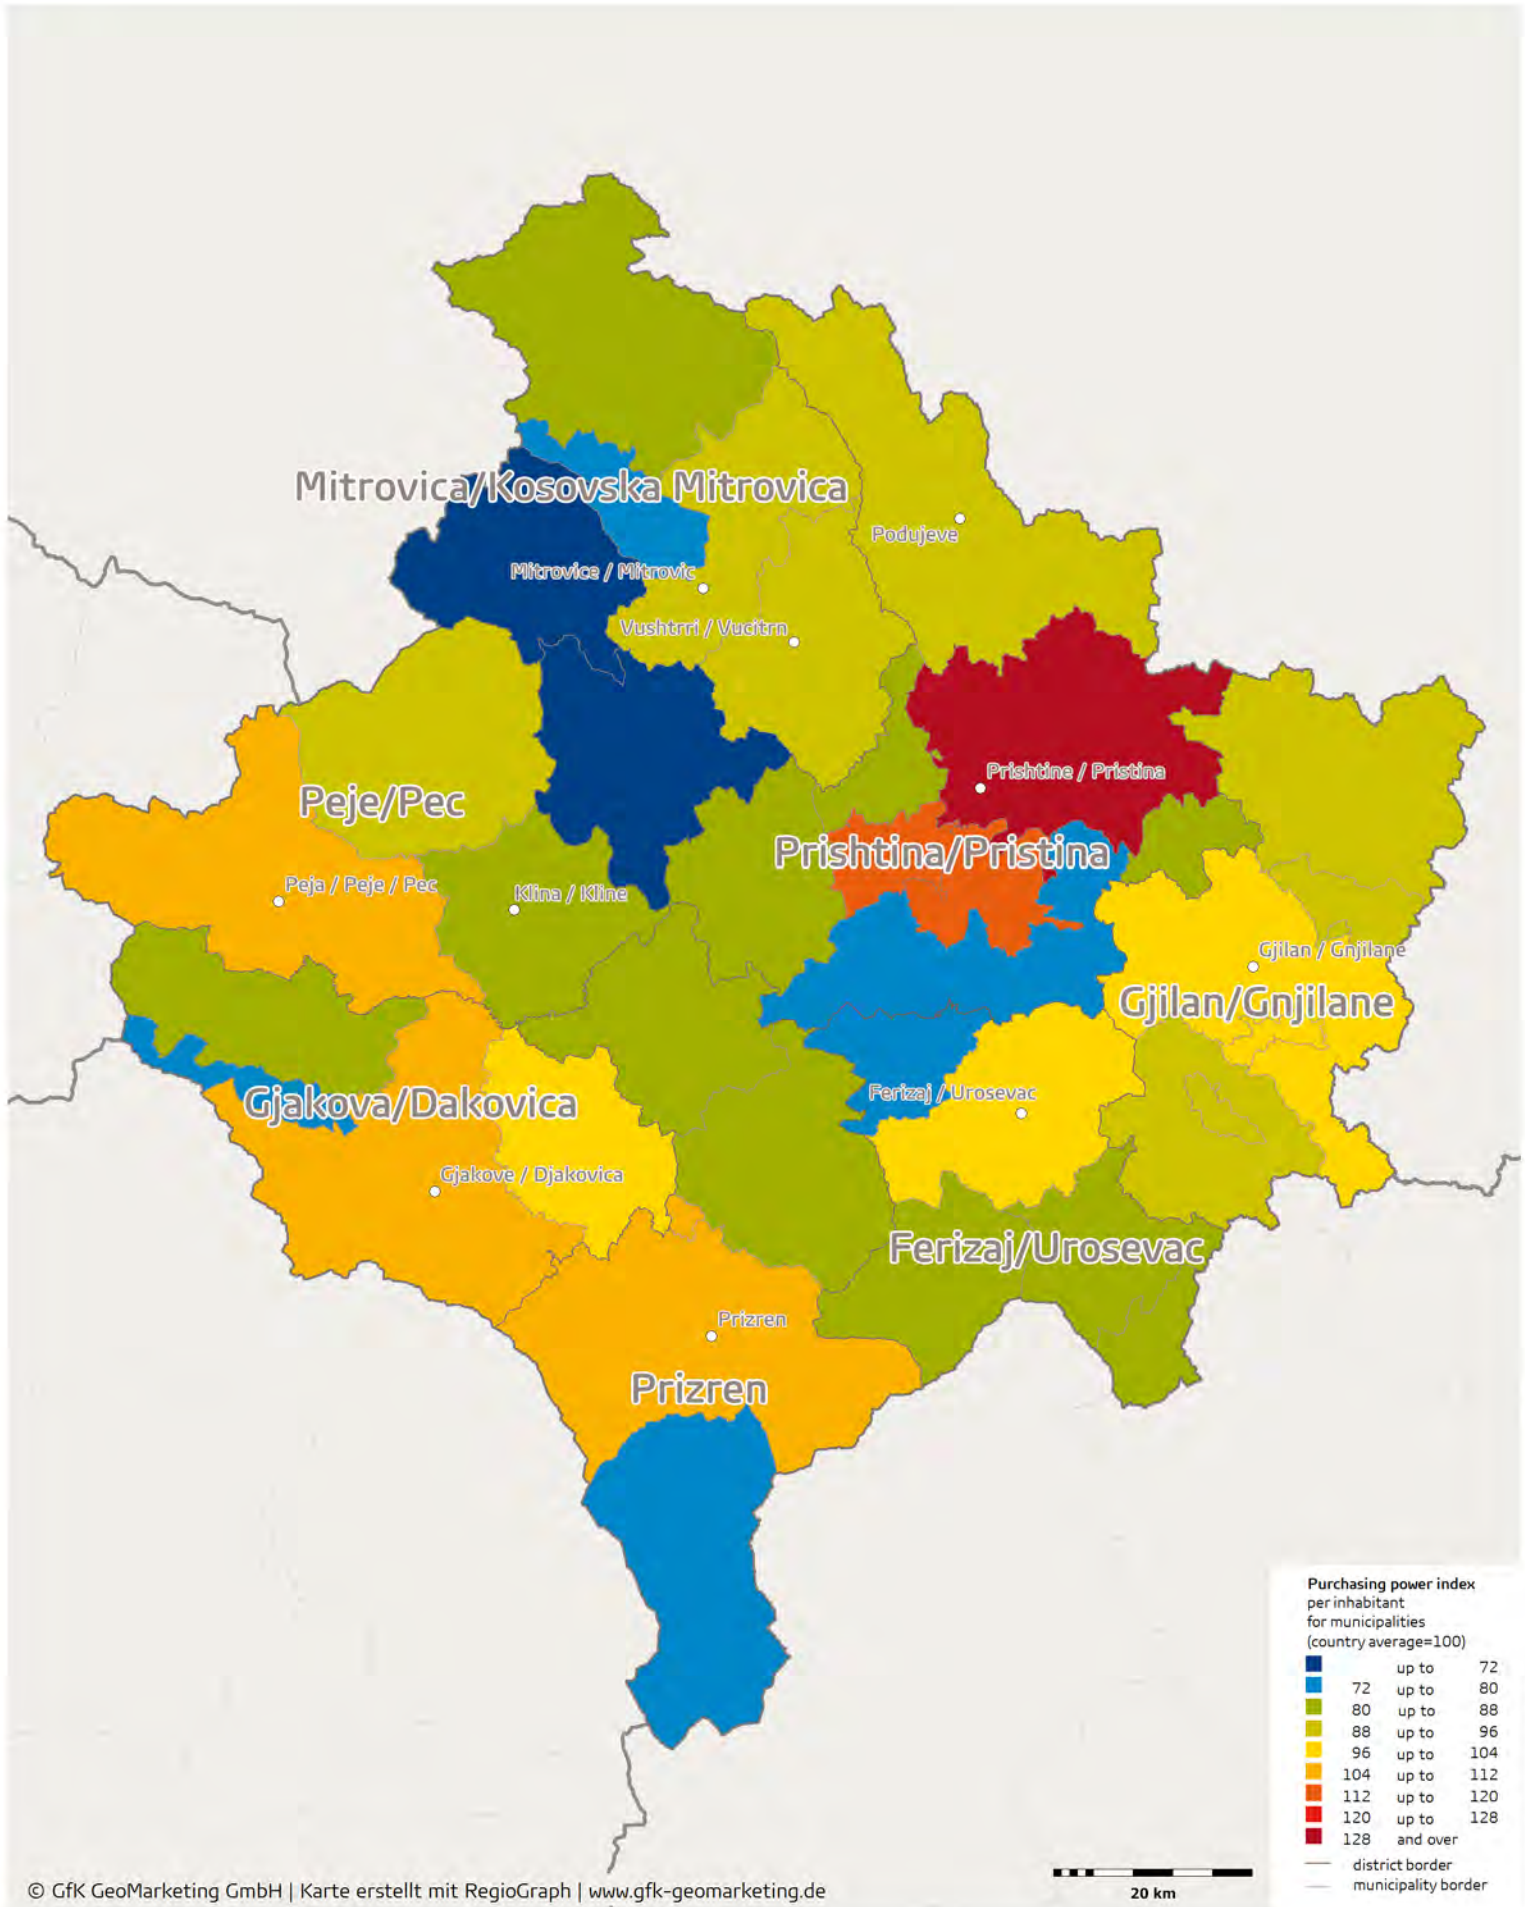 Mitrovica/Kosovska Mitrovica
Podujeve
Mitrovice / Mitrovic
Vushtrri / Vucitrn
Prishtine / Pristina
Peje/Pec
Prishtina/Pristina
Peja / Peje / Pec
Klina / Kline
Gjilan / Gnjilane
Gjilan/Gnjilane
Ferizaj / Urosevac
Gjakova/Dakovica
Gjakove / Djakovica
Ferizaj/Urosevac
Prizren
Prizren
Purchasing power index
per inhabitant
for municipalities
(country average=100)
up to 72
72 up to 80
80 up to 88
88 up to 96
96 up to 104
104 up to 112
112 up to 120
120 up to 128
128 and over
district border
municipality border
20 km
© GfK GeoMarketing GmbH | Karte erstellt mit RegioGraph | www.gfk-geomarketing.de